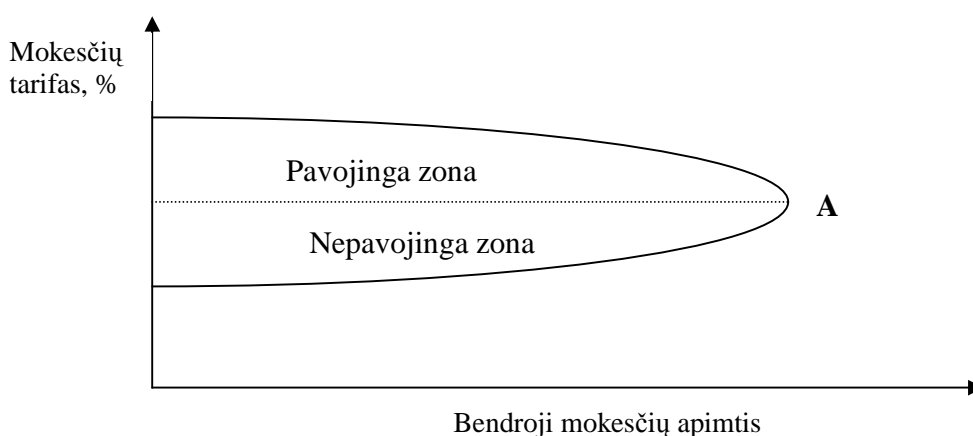 Mokesčių
tarifas, %
Pavojinga zona
A
Nepavojinga zona
Bendroji mokesčių apimtis